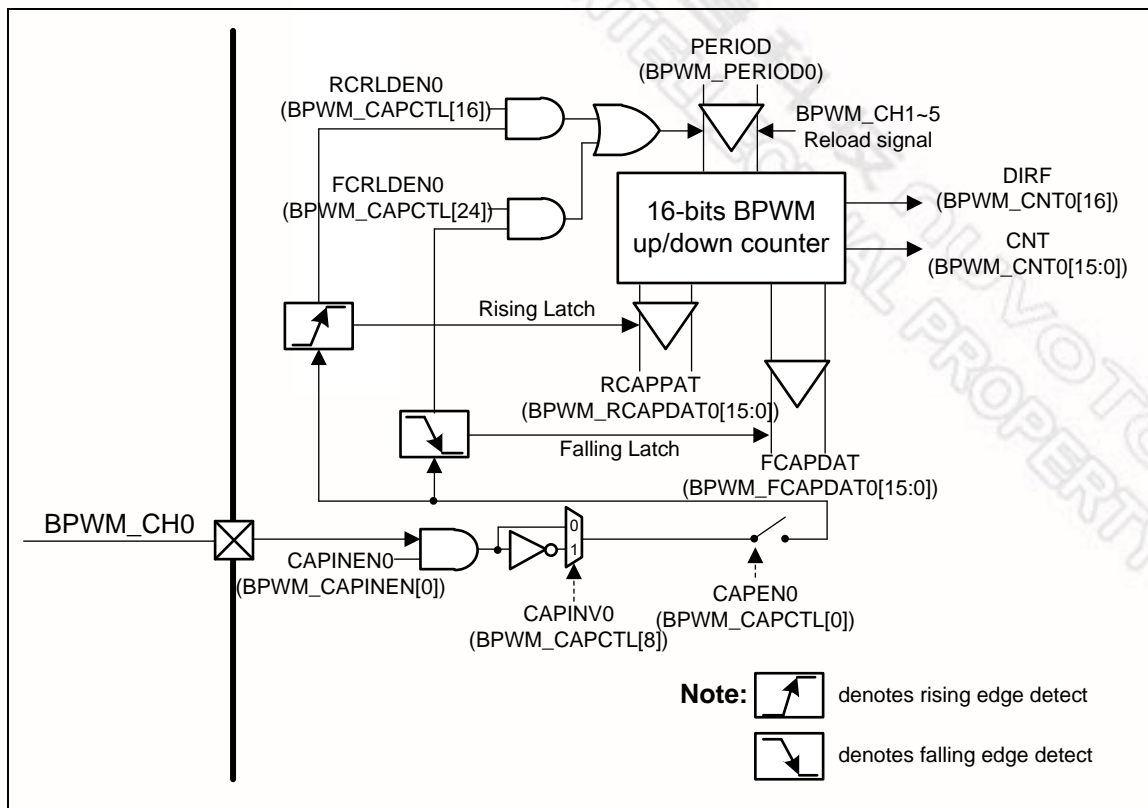 PERIOD
(BPWM_PERIOD0)
RCRLDEN0
(BPWM_CAPCTL[16])
BPWM_CH1~5
Reload signal
FCRLDEN0
(BPWM_CAPCTL[24])
16-bits BPWM
up/down counter
DIRF
(BPWM_CNT0[16])
CNT
(BPWM_CNT0[15:0])
Rising Latch
RCAPPAT
(BPWM_RCAPDAT0[15:0])
Falling Latch
FCAPDAT
(BPWM_FCAPDAT0[15:0])
BPWM_CH0
0
1
CAPINEN0
(BPWM_CAPINEN[0])
CAPINV0
(BPWM_CAPCTL[8])
CAPEN0
(BPWM_CAPCTL[0])
Note:
denotes rising edge detect
denotes falling edge detect
NUVOTO
INTELLECTUAL PROPERTY